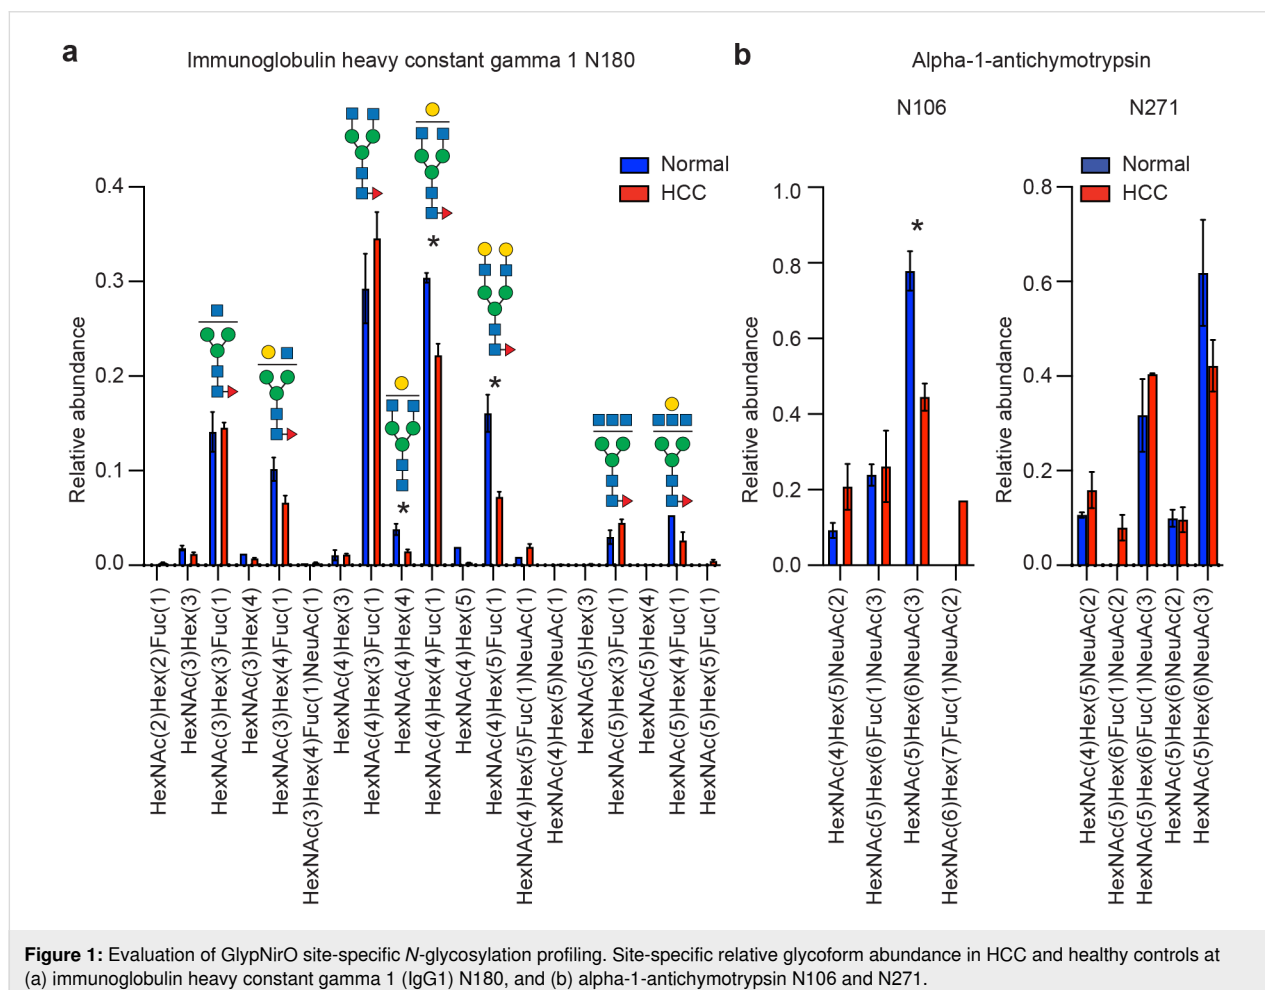 a
Immunoglobulin heavy constant gamma 1 N180
Normal
HCC
Relative abundance
0.4
0.3
0.2
0.1
0.0
*
*
*
HexNAc(2)Hex(2)Fuc(1)
HexNAc(3)Hex(3)
HexNAc(3)Hex(3)Fuc(1)
HexNAc(3)Hex(4)
HexNAc(3)Hex(4)Fuc(1)
HexNAc(3)Hex(4)Fuc(1)NeuAc(1)
HexNAc(4)Hex(3)
HexNAc(4)Hex(3)Fuc(1)
HexNAc(4)Hex(4)
HexNAc(4)Hex(4)Fuc(1)
HexNAc(4)Hex(5)
HexNAc(4)Hex(5)Fuc(1)
HexNAc(4)Hex(5)Fuc(1)NeuAc(1)
HexNAc(4)Hex(5)NeuAc(1)
HexNAc(5)Hex(3)
HexNAc(5)Hex(3)Fuc(1)
HexNAc(5)Hex(4)
HexNAc(5)Hex(4)Fuc(1)
HexNAc(5)Hex(5)Fuc(1)
b
Alpha-1-antichymotrypsin
N106
Relative abundance
1.0
0.8
0.6
0.4
0.2
0.0
*
HexNAc(4)Hex(5)NeuAc(2)
HexNAc(5)Hex(6)Fuc(1)NeuAc(3)
HexNAc(5)Hex(6)NeuAc(3)
HexNAc(6)Hex(7)Fuc(1)NeuAc(2)
N271
Normal
HCC
Relative abundance
0.8
0.6
0.4
0.2
0.0
HexNAc(4)Hex(5)NeuAc(2)
HexNAc(5)Hex(6)Fuc(1)NeuAc(2)
HexNAc(5)Hex(6)Fuc(1)NeuAc(3)
HexNAc(5)Hex(6)NeuAc(2)
HexNAc(5)Hex(6)NeuAc(3)
Figure 1: Evaluation of GlypNirO site-specific N-glycosylation profiling. Site-specific relative glycoform abundance in HCC and healthy controls at
(a) immunoglobulin heavy constant gamma 1 (IgG1) N180, and (b) alpha-1-antichymotrypsin N106 and N271.